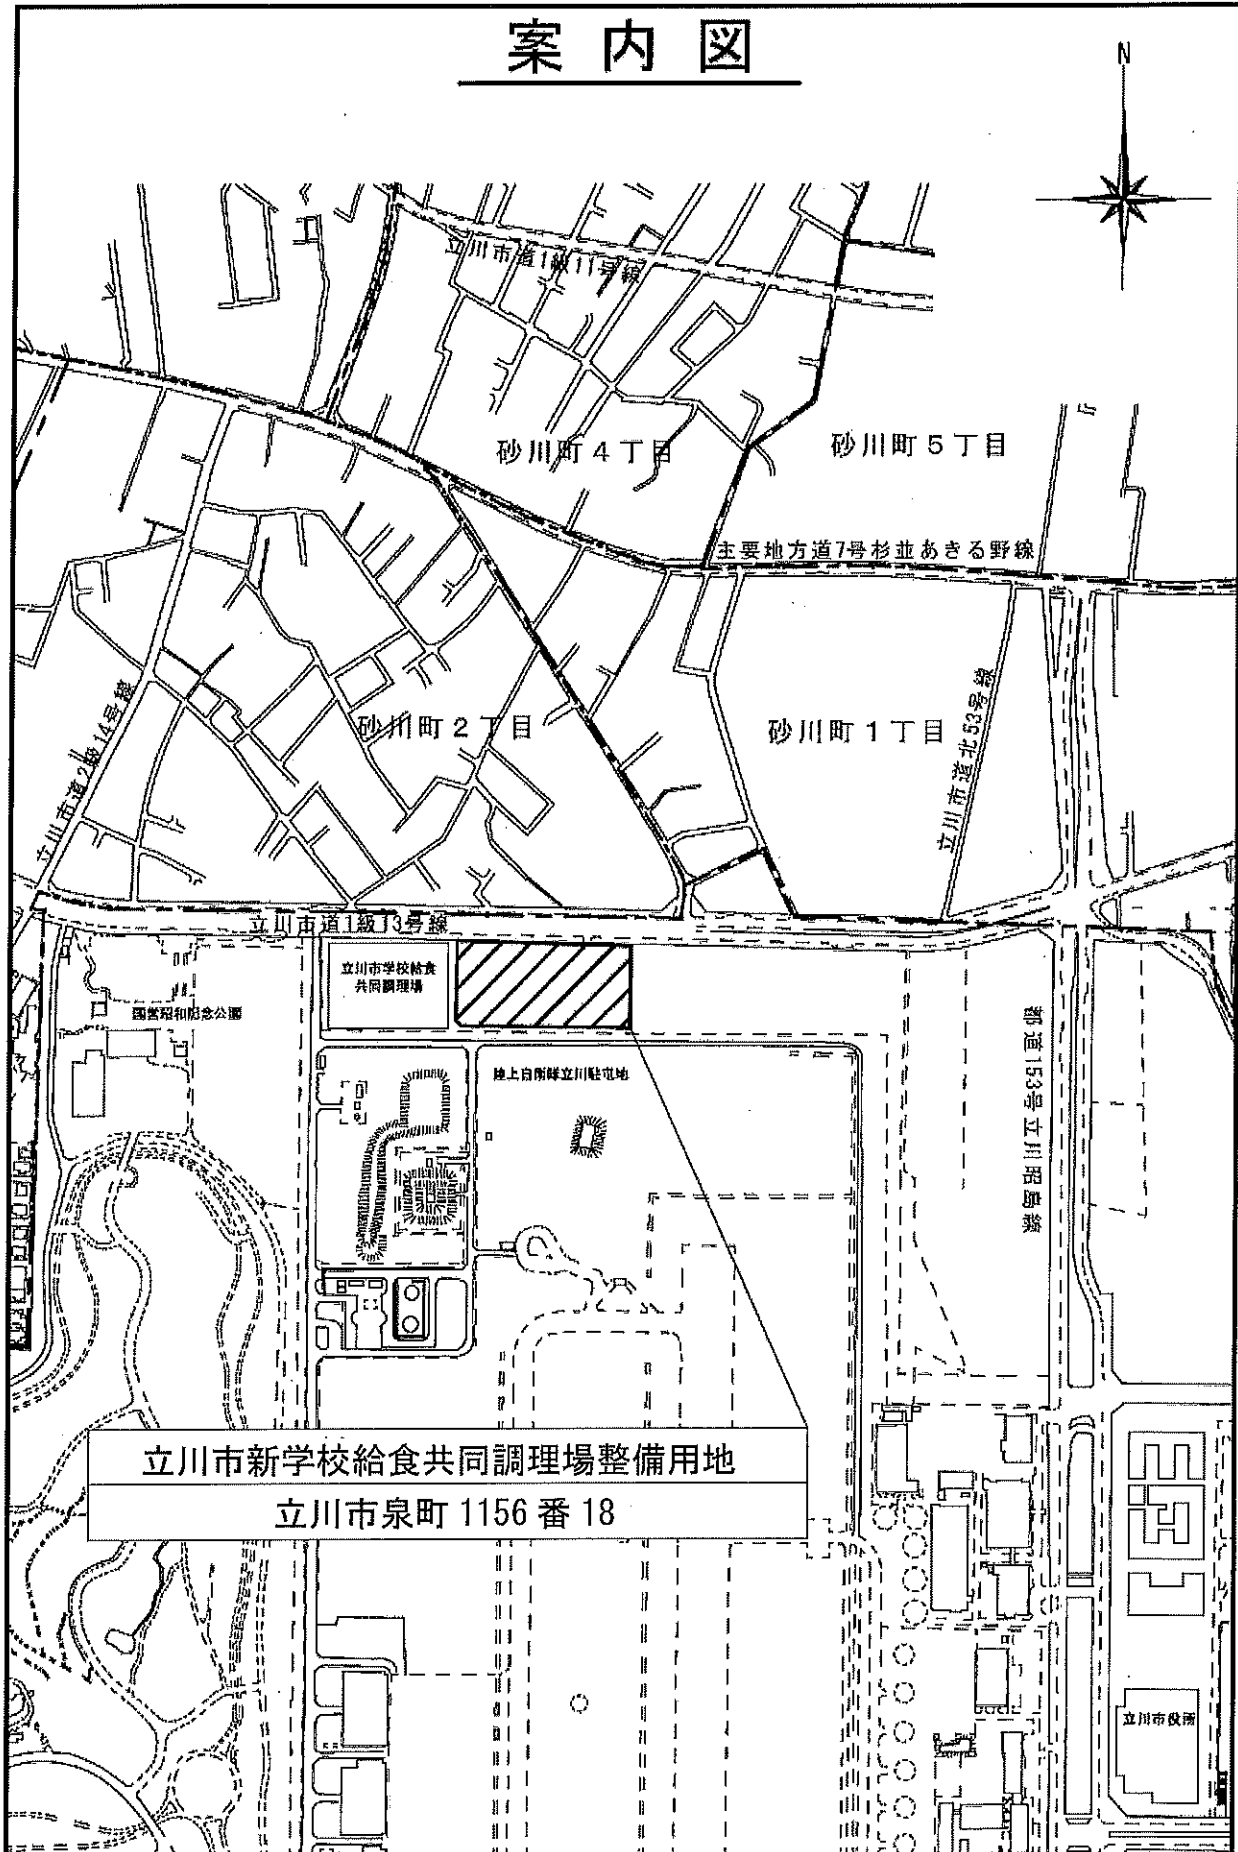 案内図
N
立川市道1級11号線
砂川町4丁目
砂川町5丁目
主要地方道7号杉並あきる野線
立川市道2級14号線
砂川町2丁目
砂川町1丁目
立川市道北53号線
立川市道1級13号線
立川市学校給食
共同調理場
国営昭和記念公園
陸上自衛隊立川駐屯地
都道153号立川昭島線
立川市新学校給食共同調理場整備用地
立川市泉町1156番18
立川市役所